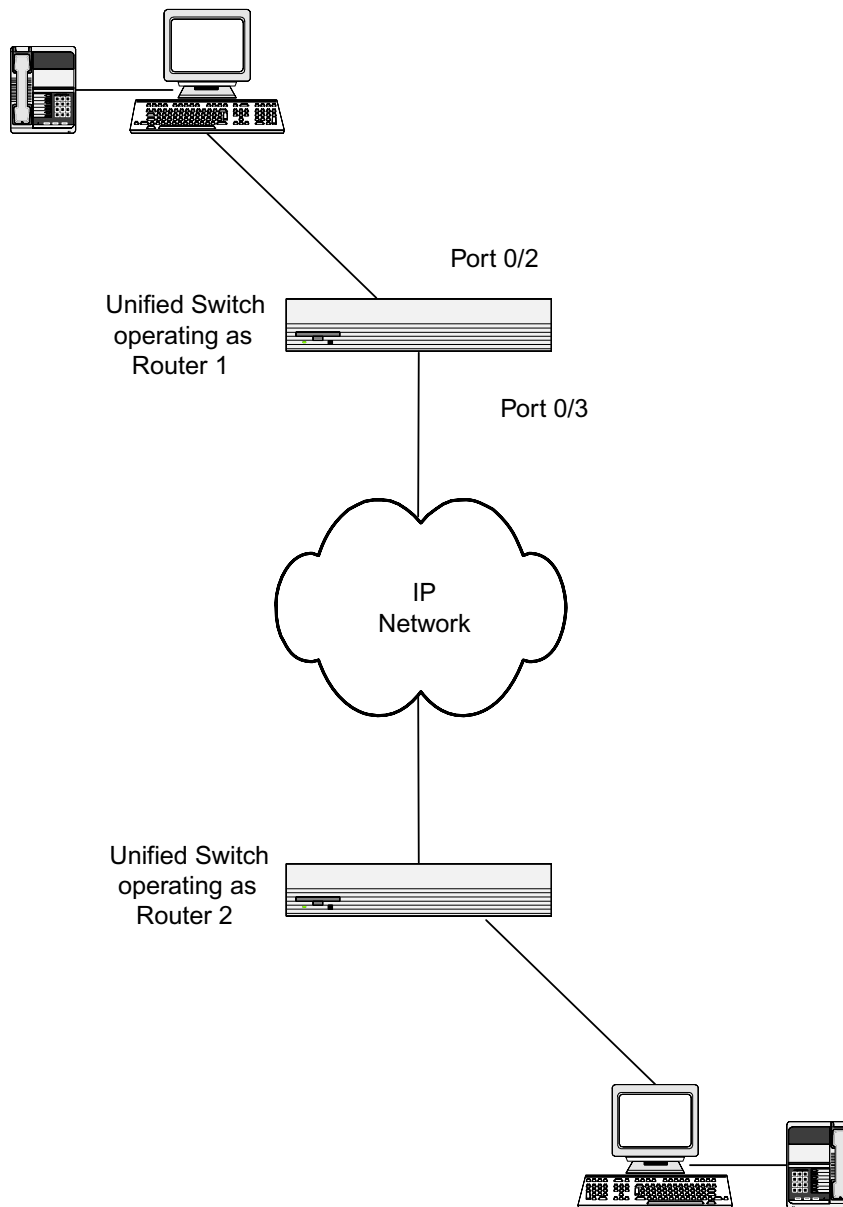 Port 0/2
Unified Switch
operating as
Router 1
Port 0/3
IP
Network
Unified Switch
operating as
Router 2